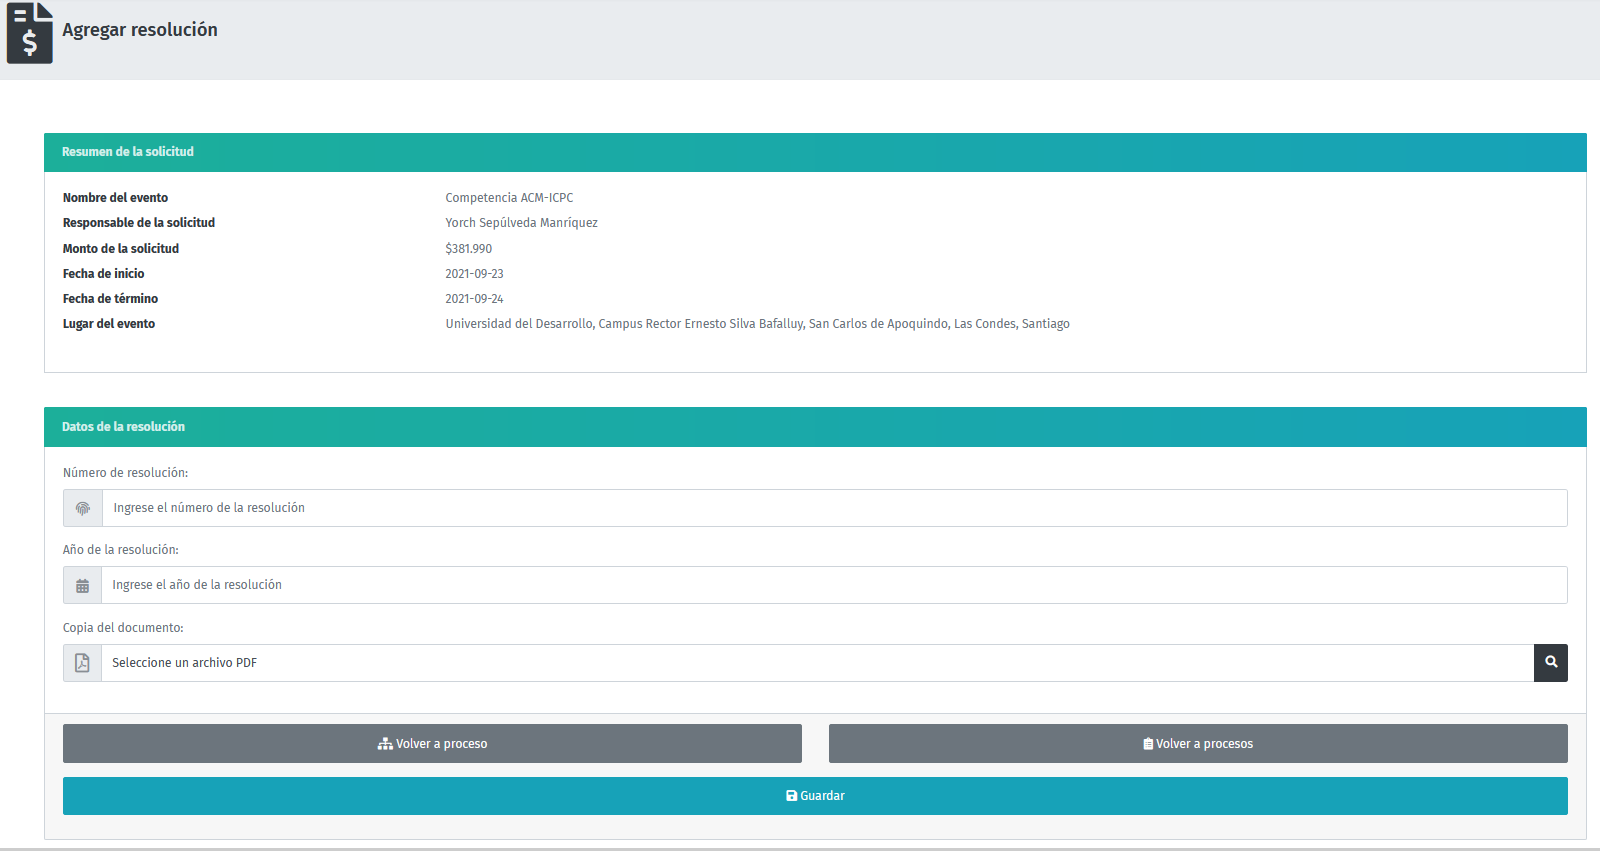 Agregar resolución
Resumen de la solicitud
Nombre del evento Competencia ACM-ICPC
Responsable de la solicitud Yorch Sepúlveda Manríquez
Monto de la solicitud $381.990
Fecha de inicio 2021-09-23
Fecha de término 2021-09-24
Lugar del evento Universidad del Desarrollo, Campus Rector Ernesto Silva Bafalluy, San Carlos de Apoquindo, Las Condes, Santiago
Datos de la resolución
Número de resolución:
Ingrese el número de la resolución
Año de la resolución:
Ingrese el año de la resolución
Copia del documento:
Seleccione un archivo PDF
Volver a proceso Volver a procesos
Guardar